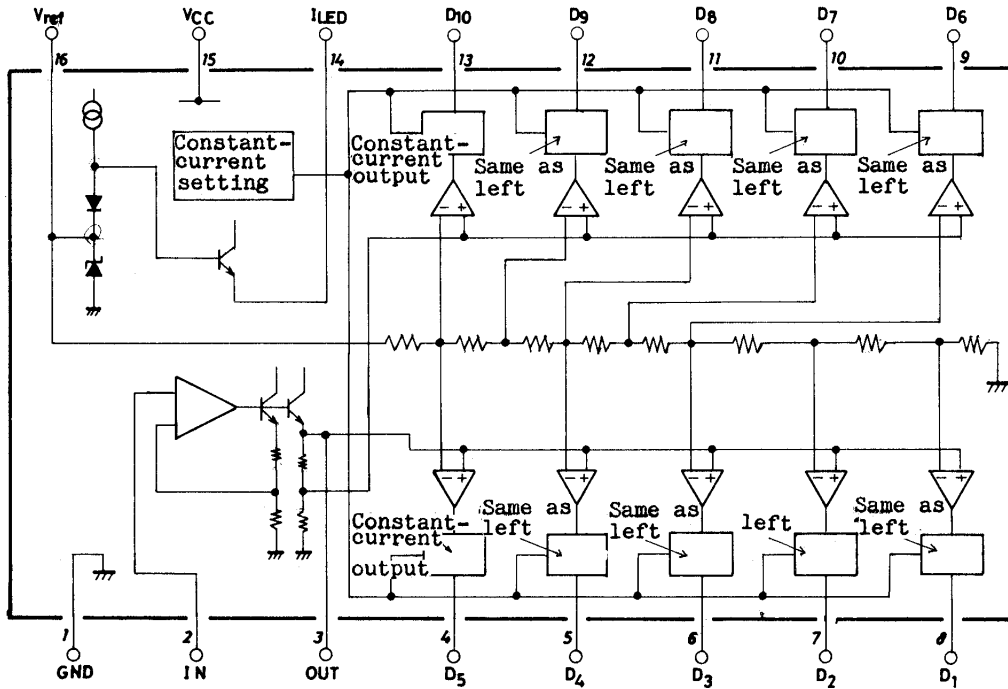 Vref VCC ILED D10 D9 D8 D7 D6
16 15 14 13 12 11 10 9
Constant-
current
setting
Constant-
current
output
Same as
left
Same as
left
Same as
left
Same as
left
- + - + - + - + - +
- + - + - + - + - +
Constant-
current
output
Same as
left
Same as
left
left
Same as
left
1 2 3 4 5 6 7 8
GND IN OUT D5 D4 D3 D2 D1